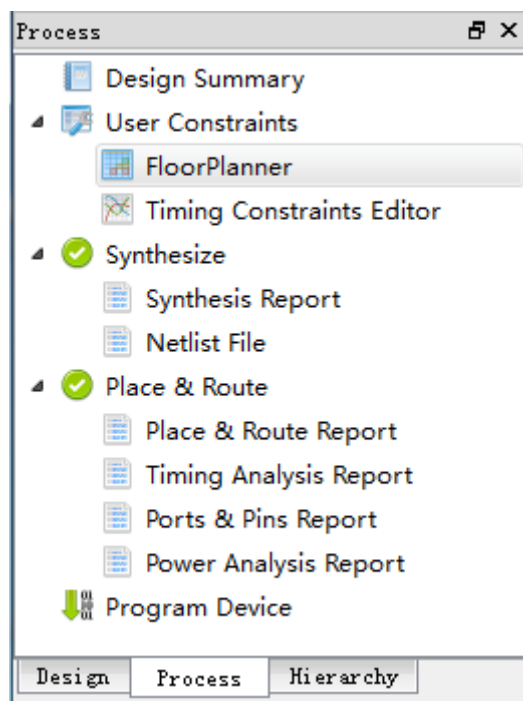 Process
Design Summary
User Constraints
FloorPlanner
Timing Constraints Editor
Synthesize
Synthesis Report
Netlist File
Place & Route
Place & Route Report
Timing Analysis Report
Ports & Pins Report
Power Analysis Report
Program Device
Design Process Hierarchy